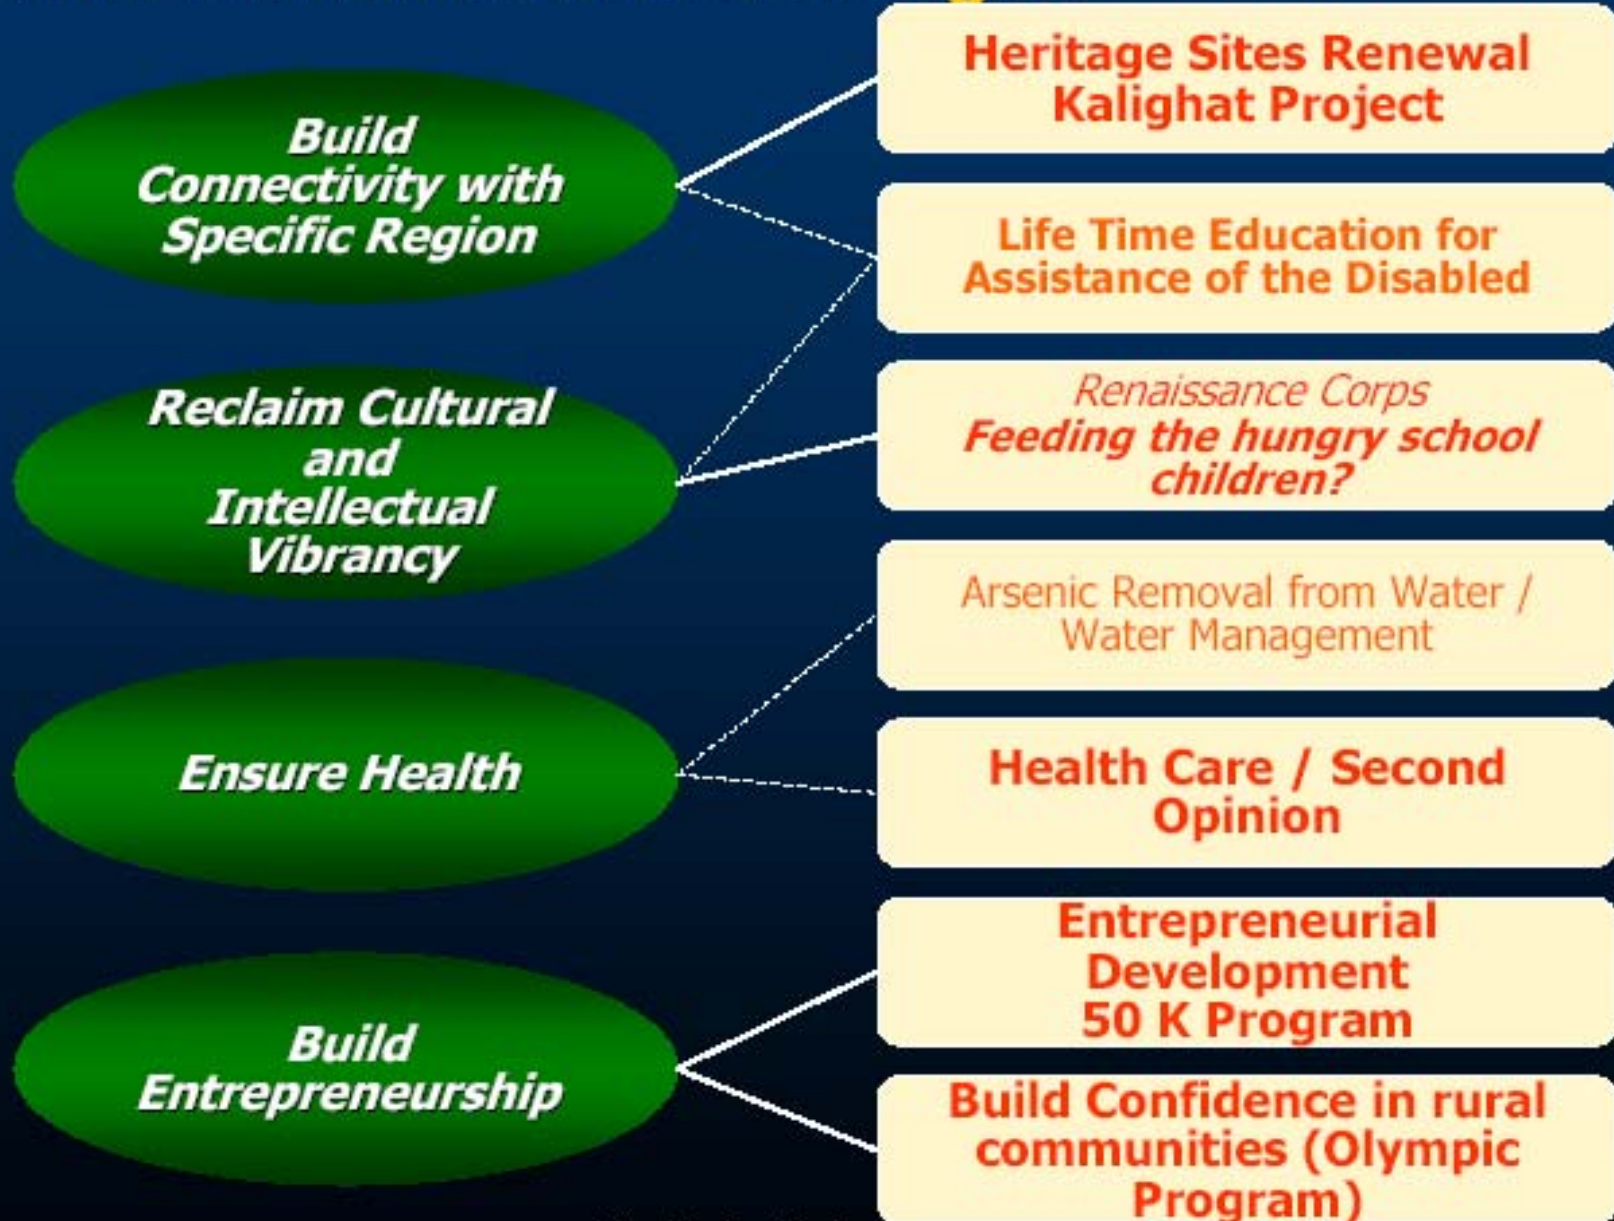 Build
Connectivity with
Specific Region
Reclaim Cultural
and
Intellectual
Vibrancy
Ensure Health
Build
Entrepreneurship
Heritage Sites Renewal
Kalighat Project
Life Time Education for
Assistance of the Disabled
Renaissance Corps
Feeding the hungry school
children?
Arsenic Removal from Water /
Water Management
Health Care / Second
Opinion
Entrepreneurial
Development
50 K Program
Build Confidence in rural
communities (Olympic
Program)